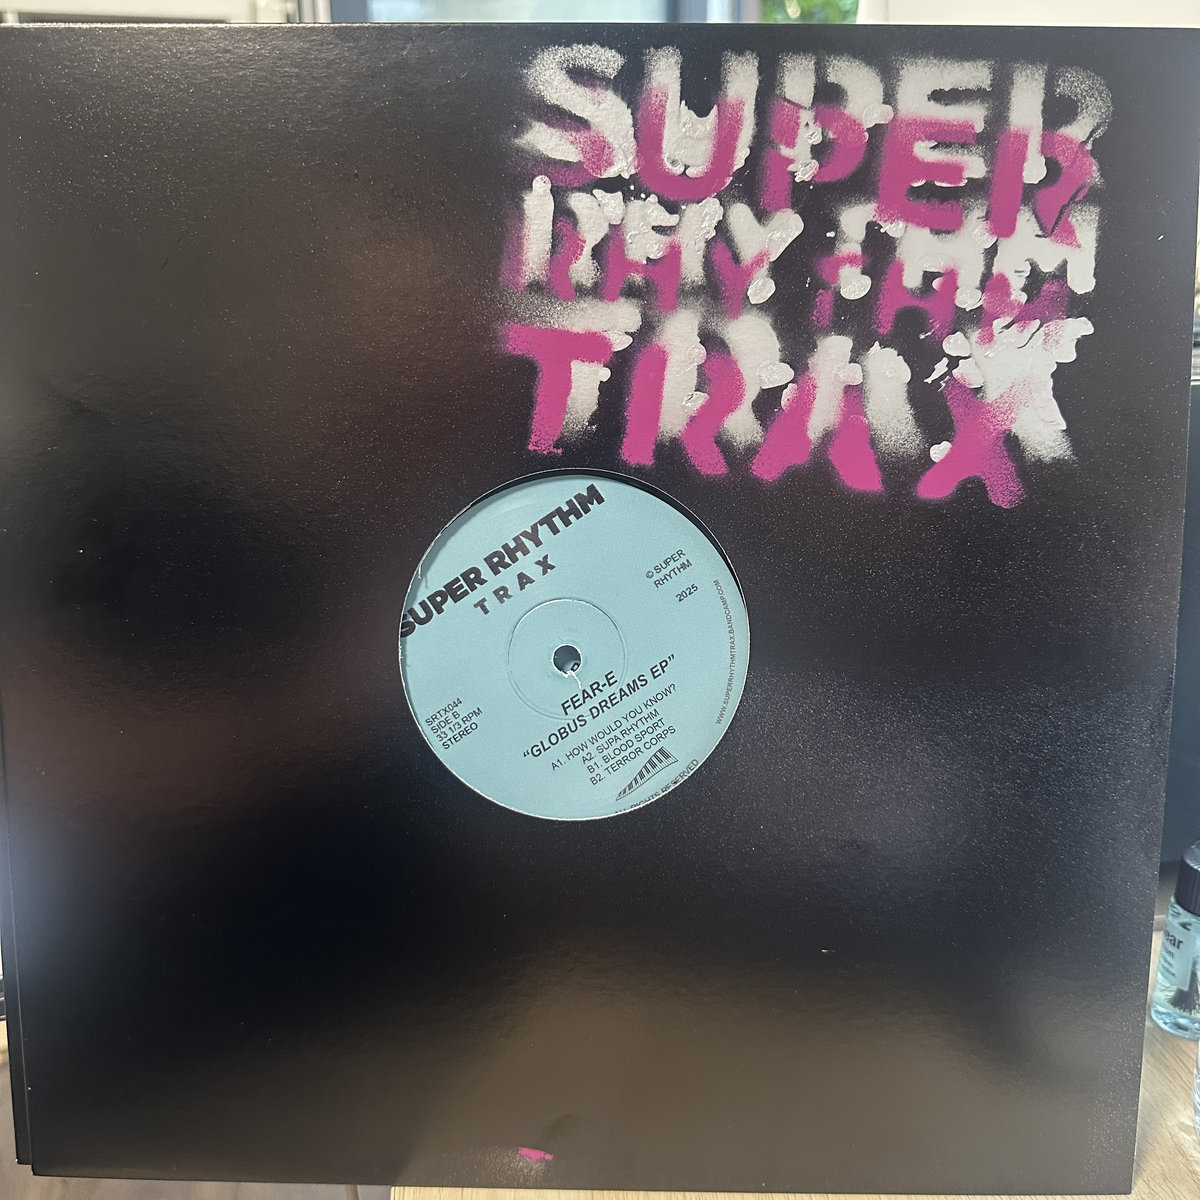 SUPER
RHYTHM
TRAX
SUPER RHYTHM
TRAX
© SUPER
RHYTHM
2025
WWW.SUPERRHYTHMTRAX.BANDCAMP.COM
SRTX044
SIDE B
33 1/3 RPM
STEREO
FEAR-E
"GLOBUS DREAMS EP"
A1. HOW WOULD YOU KNOW?
A2. SUPA RHYTHM
B1. BLOOD SPORT
B2. TERROR CORPS
ALL RIGHTS RESERVED